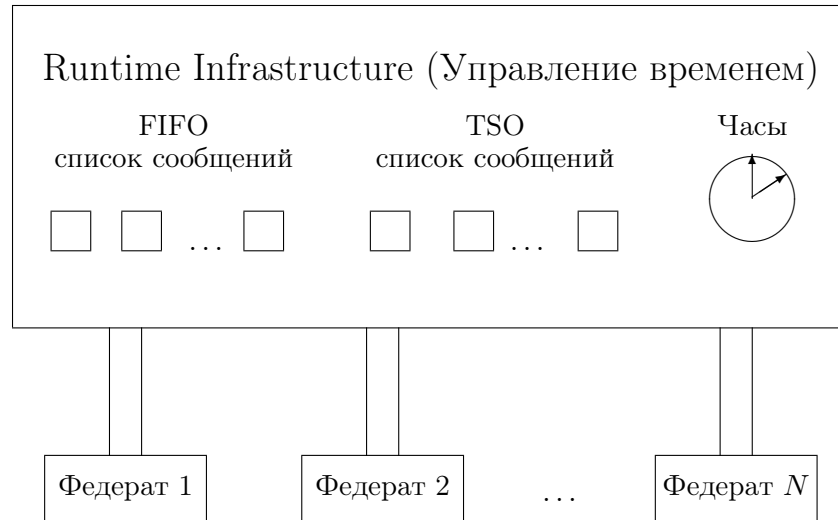 Runtime Infrastructure (Управление временем)
FIFO
список сообщений
TSO
список сообщений
Часы
...
...
Федерат 1
Федерат 2
...
Федерат N